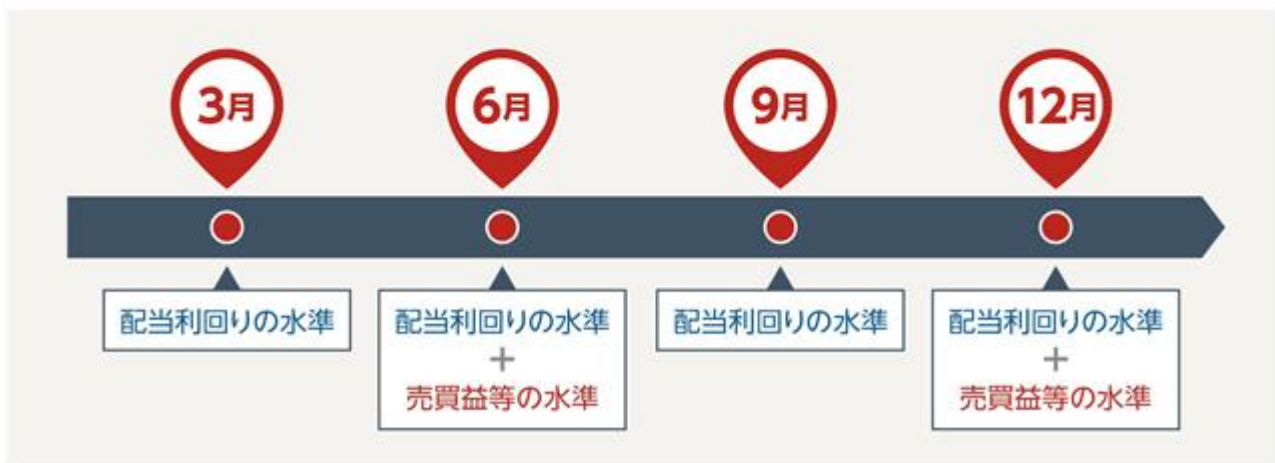 3月
6月
9月
12月
配当利回りの水準
配当利回りの水準
+
売買益等の水準
配当利回りの水準
配当利回りの水準
+
売買益等の水準